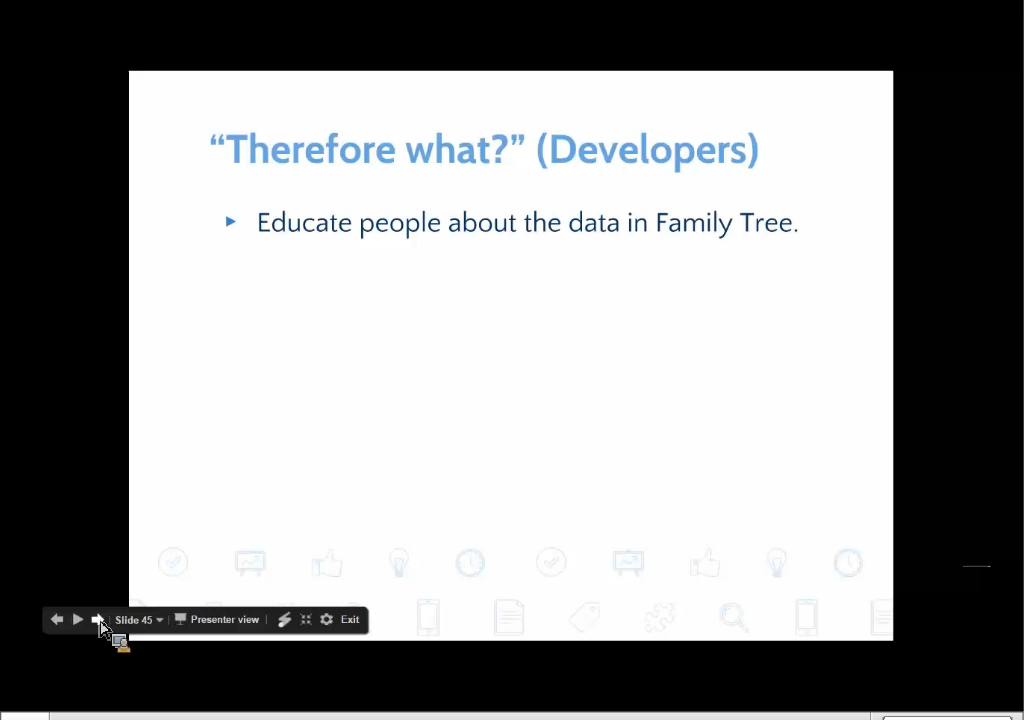 “Therefore what?” (Developers)
Educate people about the data in Family Tree.
Slide 45
Presenter view
Exit